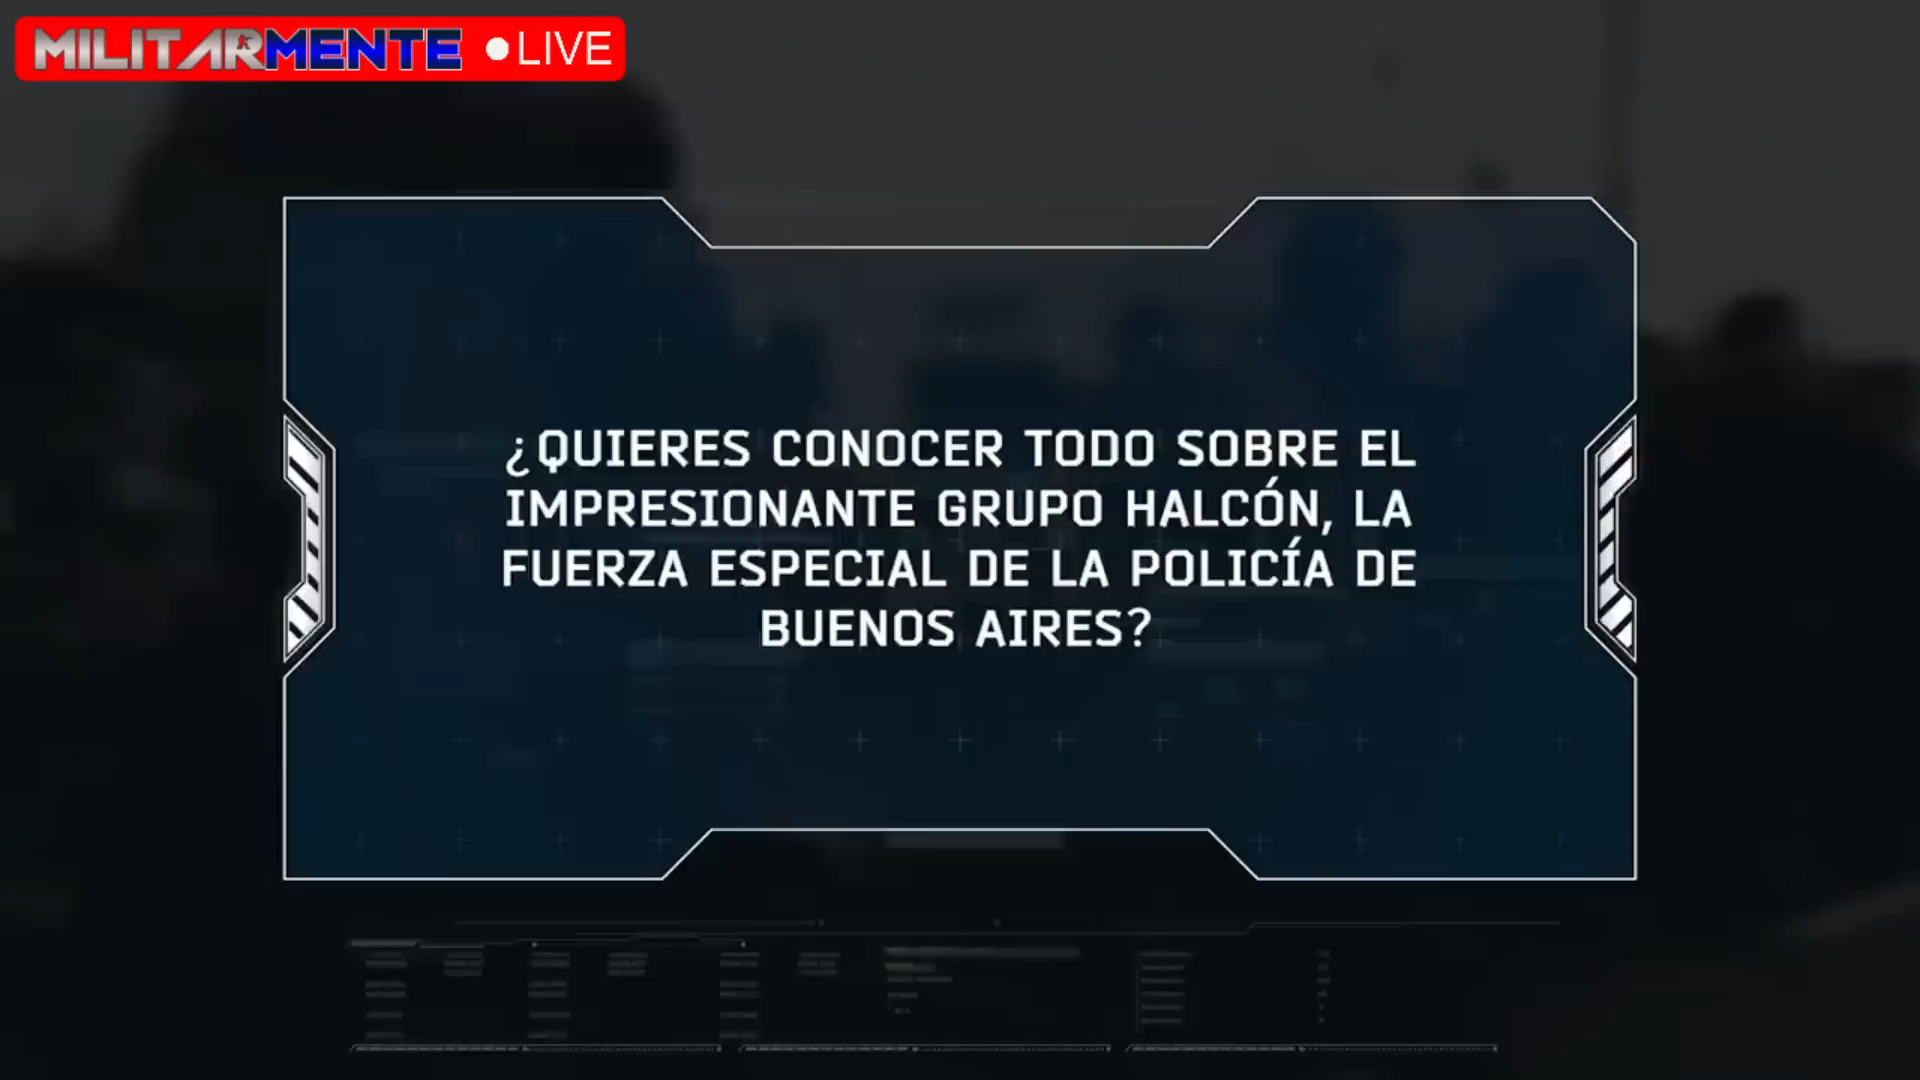 MILITARMENTE LIVE
¿QUIERES CONOCER TODO SOBRE EL
IMPRESIONANTE GRUPO HALCÓN, LA
FUERZA ESPECIAL DE LA POLICÍA DE
BUENOS AIRES?